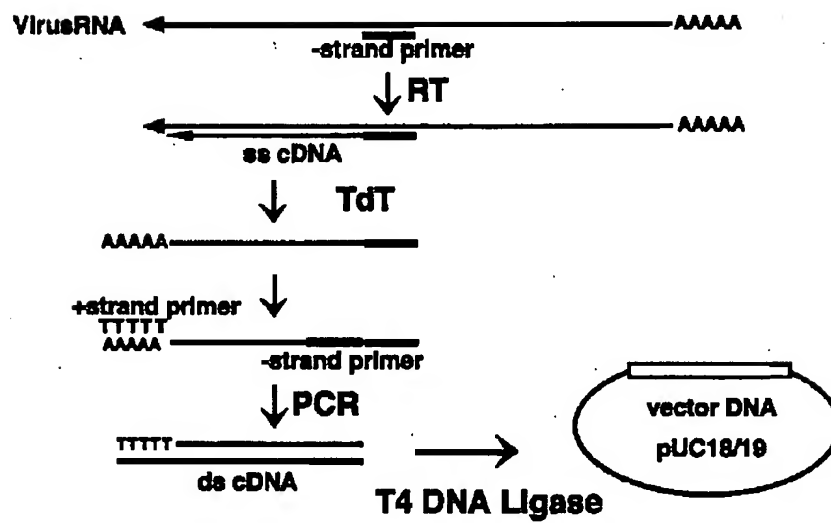 VirusRNA
AAAAA
-strand primer
RT
AAAAA
ss cDNA
TdT
AAAAA
+strand primer
TTTTT
AAAAA
-strand primer
PCR
TTTTT
ds cDNA
T4 DNA Ligase
vector DNA
pUC18/19